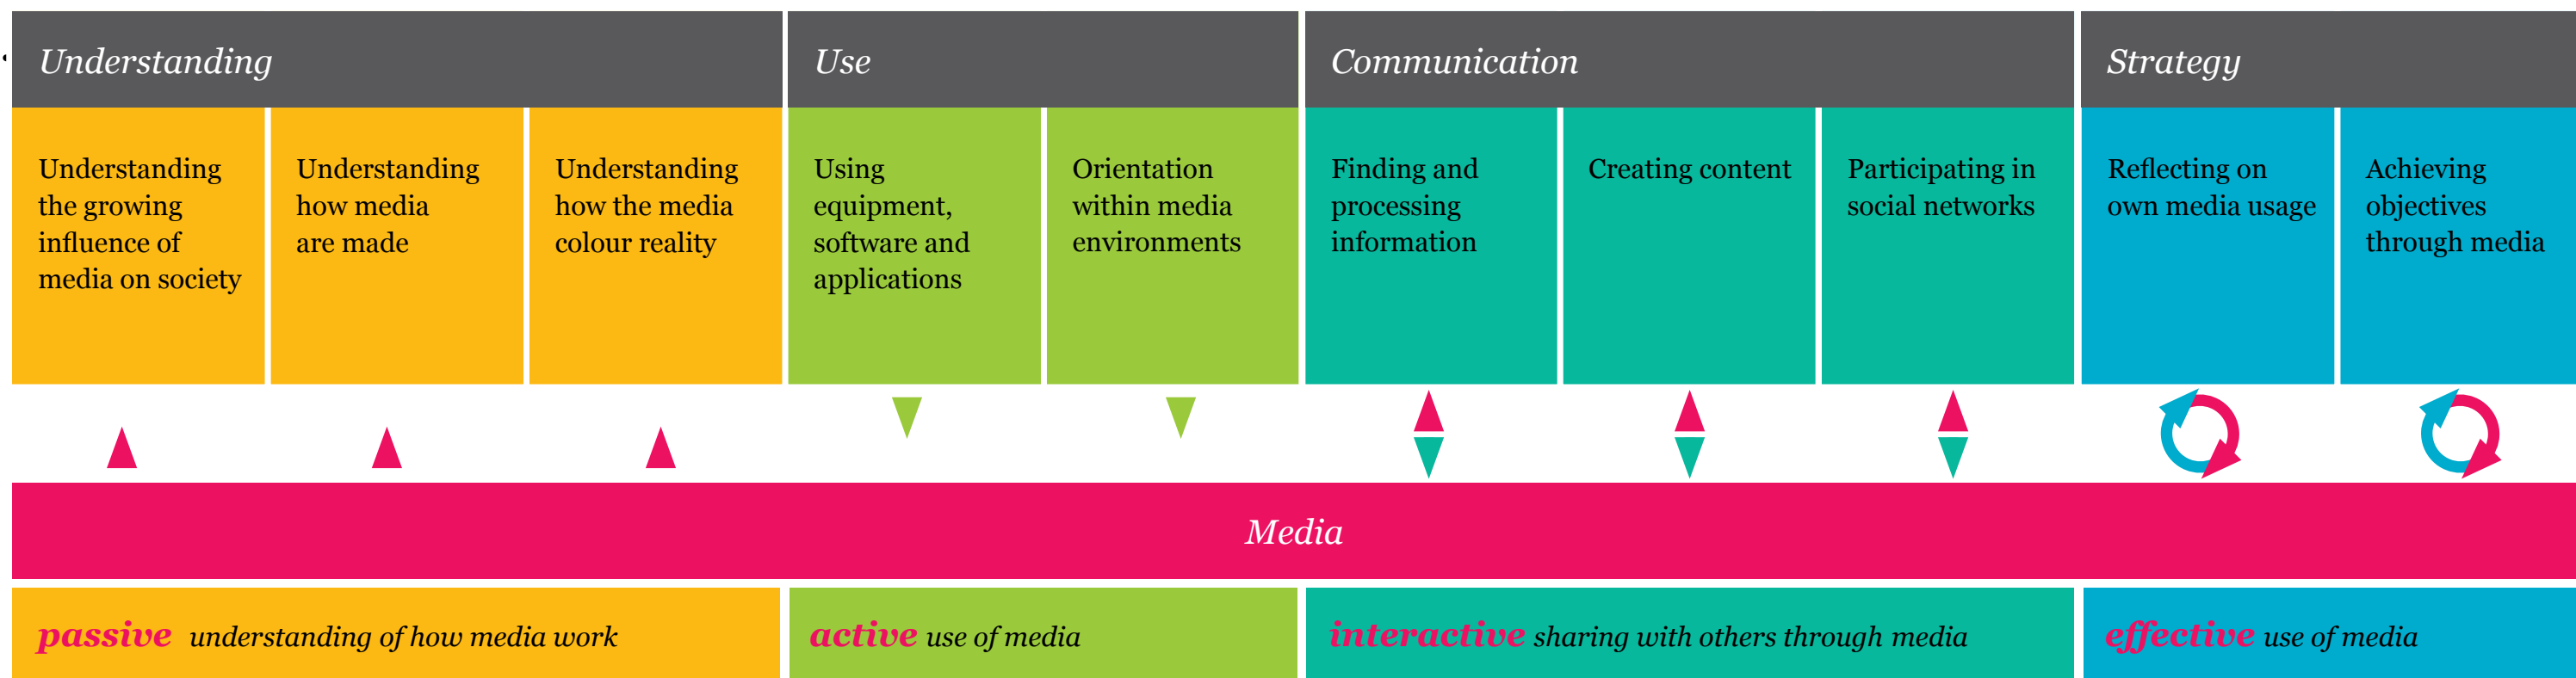 Understanding
Use
Communication
Strategy
Understanding
the growing
influence of
media on society
Understanding
how media
are made
Understanding
how the media
colour reality
Using
equipment,
software and
applications
Orientation
within media
environments
Finding and
processing
information
Creating content
Participating in
social networks
Reflecting on
own media usage
Achieving
objectives
through media
Media
passive understanding of how media work
active use of media
interactive sharing with others through media
effective use of media